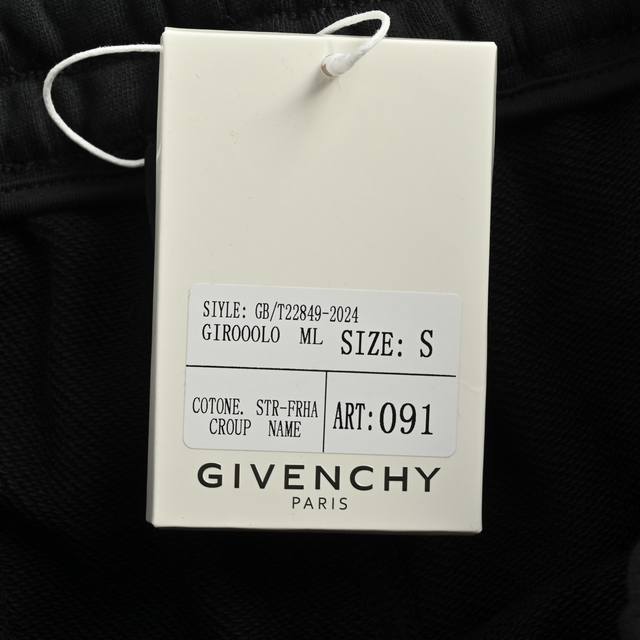 SIYLE: GB/T22849-2024
GIROOOLO ML SIZE: S
COTONE. STR-FRHA
CROUP NAME
ART:091
GIVENCHY
PARIS